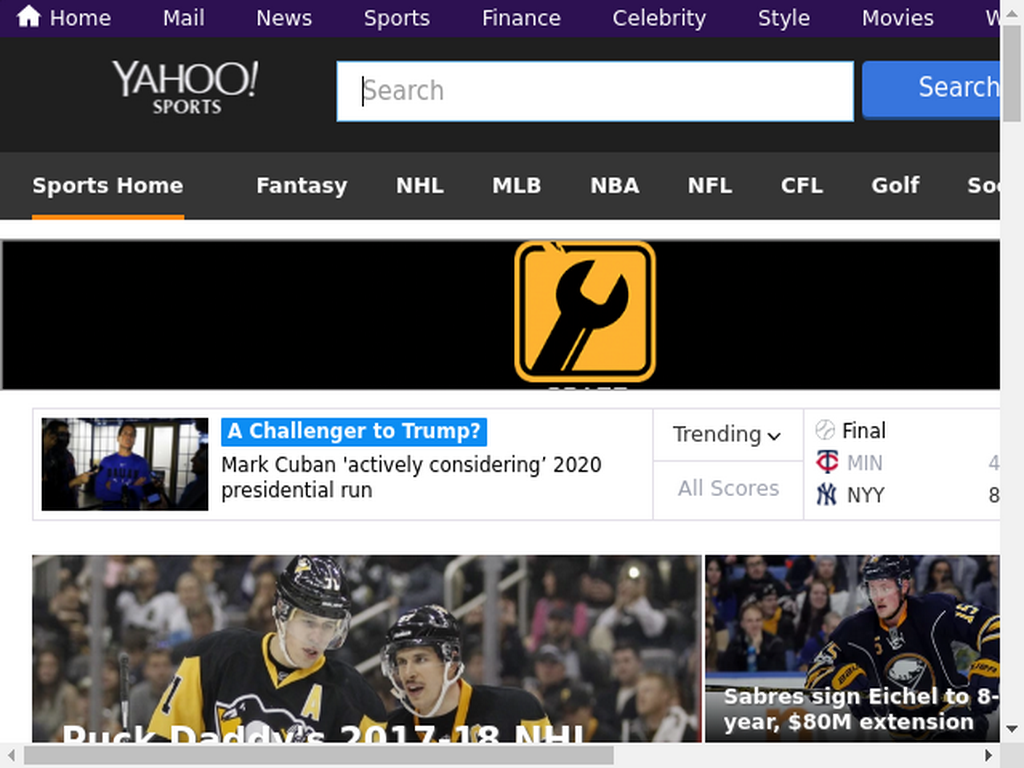 Home Mail News Sports Finance Celebrity Style Movies W
YAHOO!
SPORTS
Search
Search
Sports Home Fantasy NHL MLB NBA NFL CFL Golf Soc
A Challenger to Trump?
Mark Cuban 'actively considering’ 2020
presidential run
Trending
All Scores
Final
MIN 4
NYY 8
Puck Daddy's 2017-18 NHL
Sabres sign Eichel to 8-
year, $80M extension